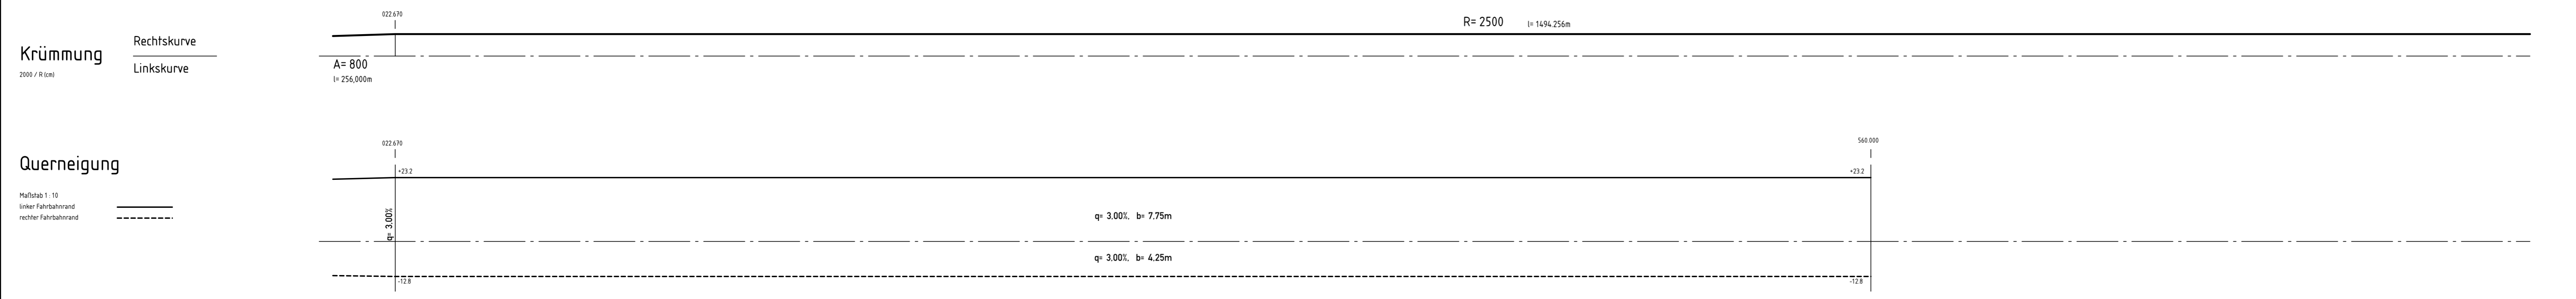 022.670
R= 2500 l= 1494.256m
Rechtskurve
Krümmung
Linkskurve
2000 / R (cm)
A= 800
l= 256,000m
022.670
560.000
Querneigung
+23.2
+23.2
Maßstab 1 : 10
linker Fahrbahnrand
rechter Fahrbahnrand
q= 3.00%
q= 3.00%, b= 7.75m
q= 3.00%, b= 4.25m
-12.8
-12.8